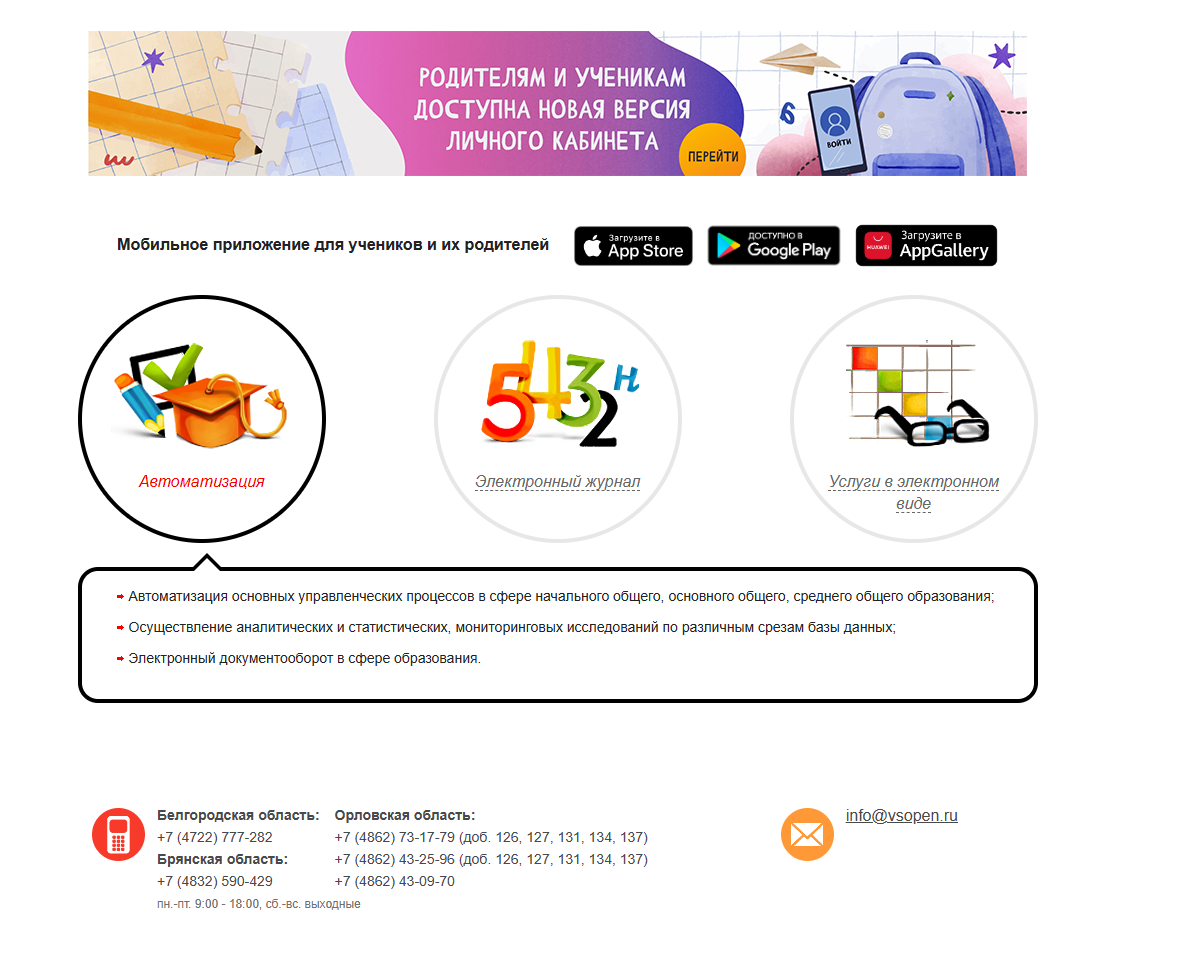 РОДИТЕЛЯМ И УЧЕНИКАМ
ДОСТУПНА НОВАЯ ВЕРСИЯ
ЛИЧНОГО КАБИНЕТА
ПЕРЕЙТИ
6
ВОЙТИ
Мобильное приложение для учеников и их родителей
Загрузите в
App Store
ДОСТУПНО В
Google Play
HUAWEI
Загрузите в
AppGallery
5 4 3 2 н
Автоматизация
Электронный журнал
Услуги в электронном
виде
Автоматизация основных управленческих процессов в сфере начального общего, основного общего, среднего общего образования;
Осуществление аналитических и статистических, мониторинговых исследований по различным срезам базы данных;
Электронный документооборот в сфере образования.
Белгородская область:
+7 (4722) 777-282
Брянская область:
+7 (4832) 590-429
пн.-пт. 9:00 - 18:00, сб.-вс. выходные
Орловская область:
+7 (4862) 73-17-79 (доб. 126, 127, 131, 134, 137)
+7 (4862) 43-25-96 (доб. 126, 127, 131, 134, 137)
+7 (4862) 43-09-70
info@vsopen.ru